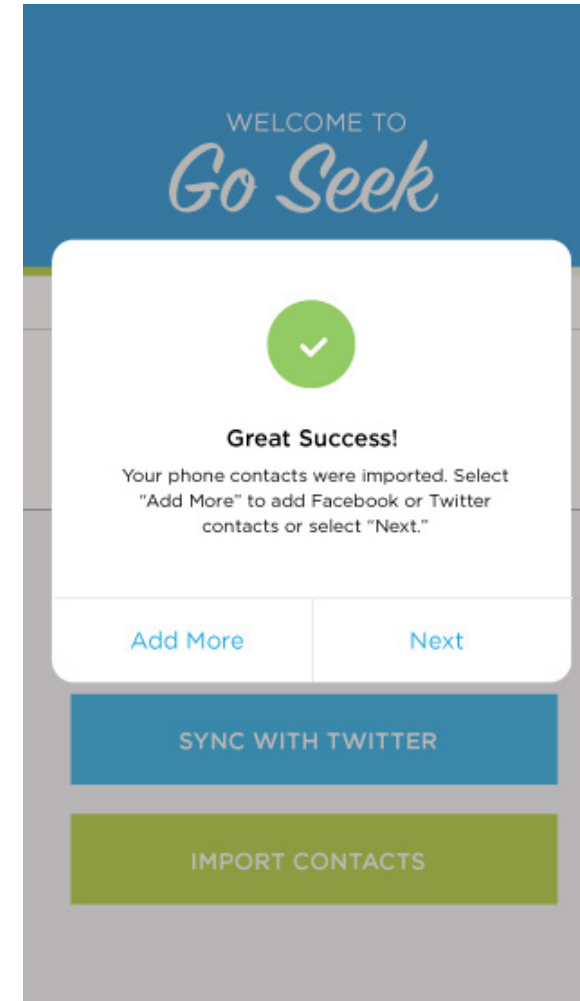 WELCOME TO
Go Seek
Great Success!
Your phone contacts were imported. Select
“Add More” to add Facebook or Twitter
contacts or select “Next.”
Add More
Next
SYNC WITH TWITTER
IMPORT CONTACTS